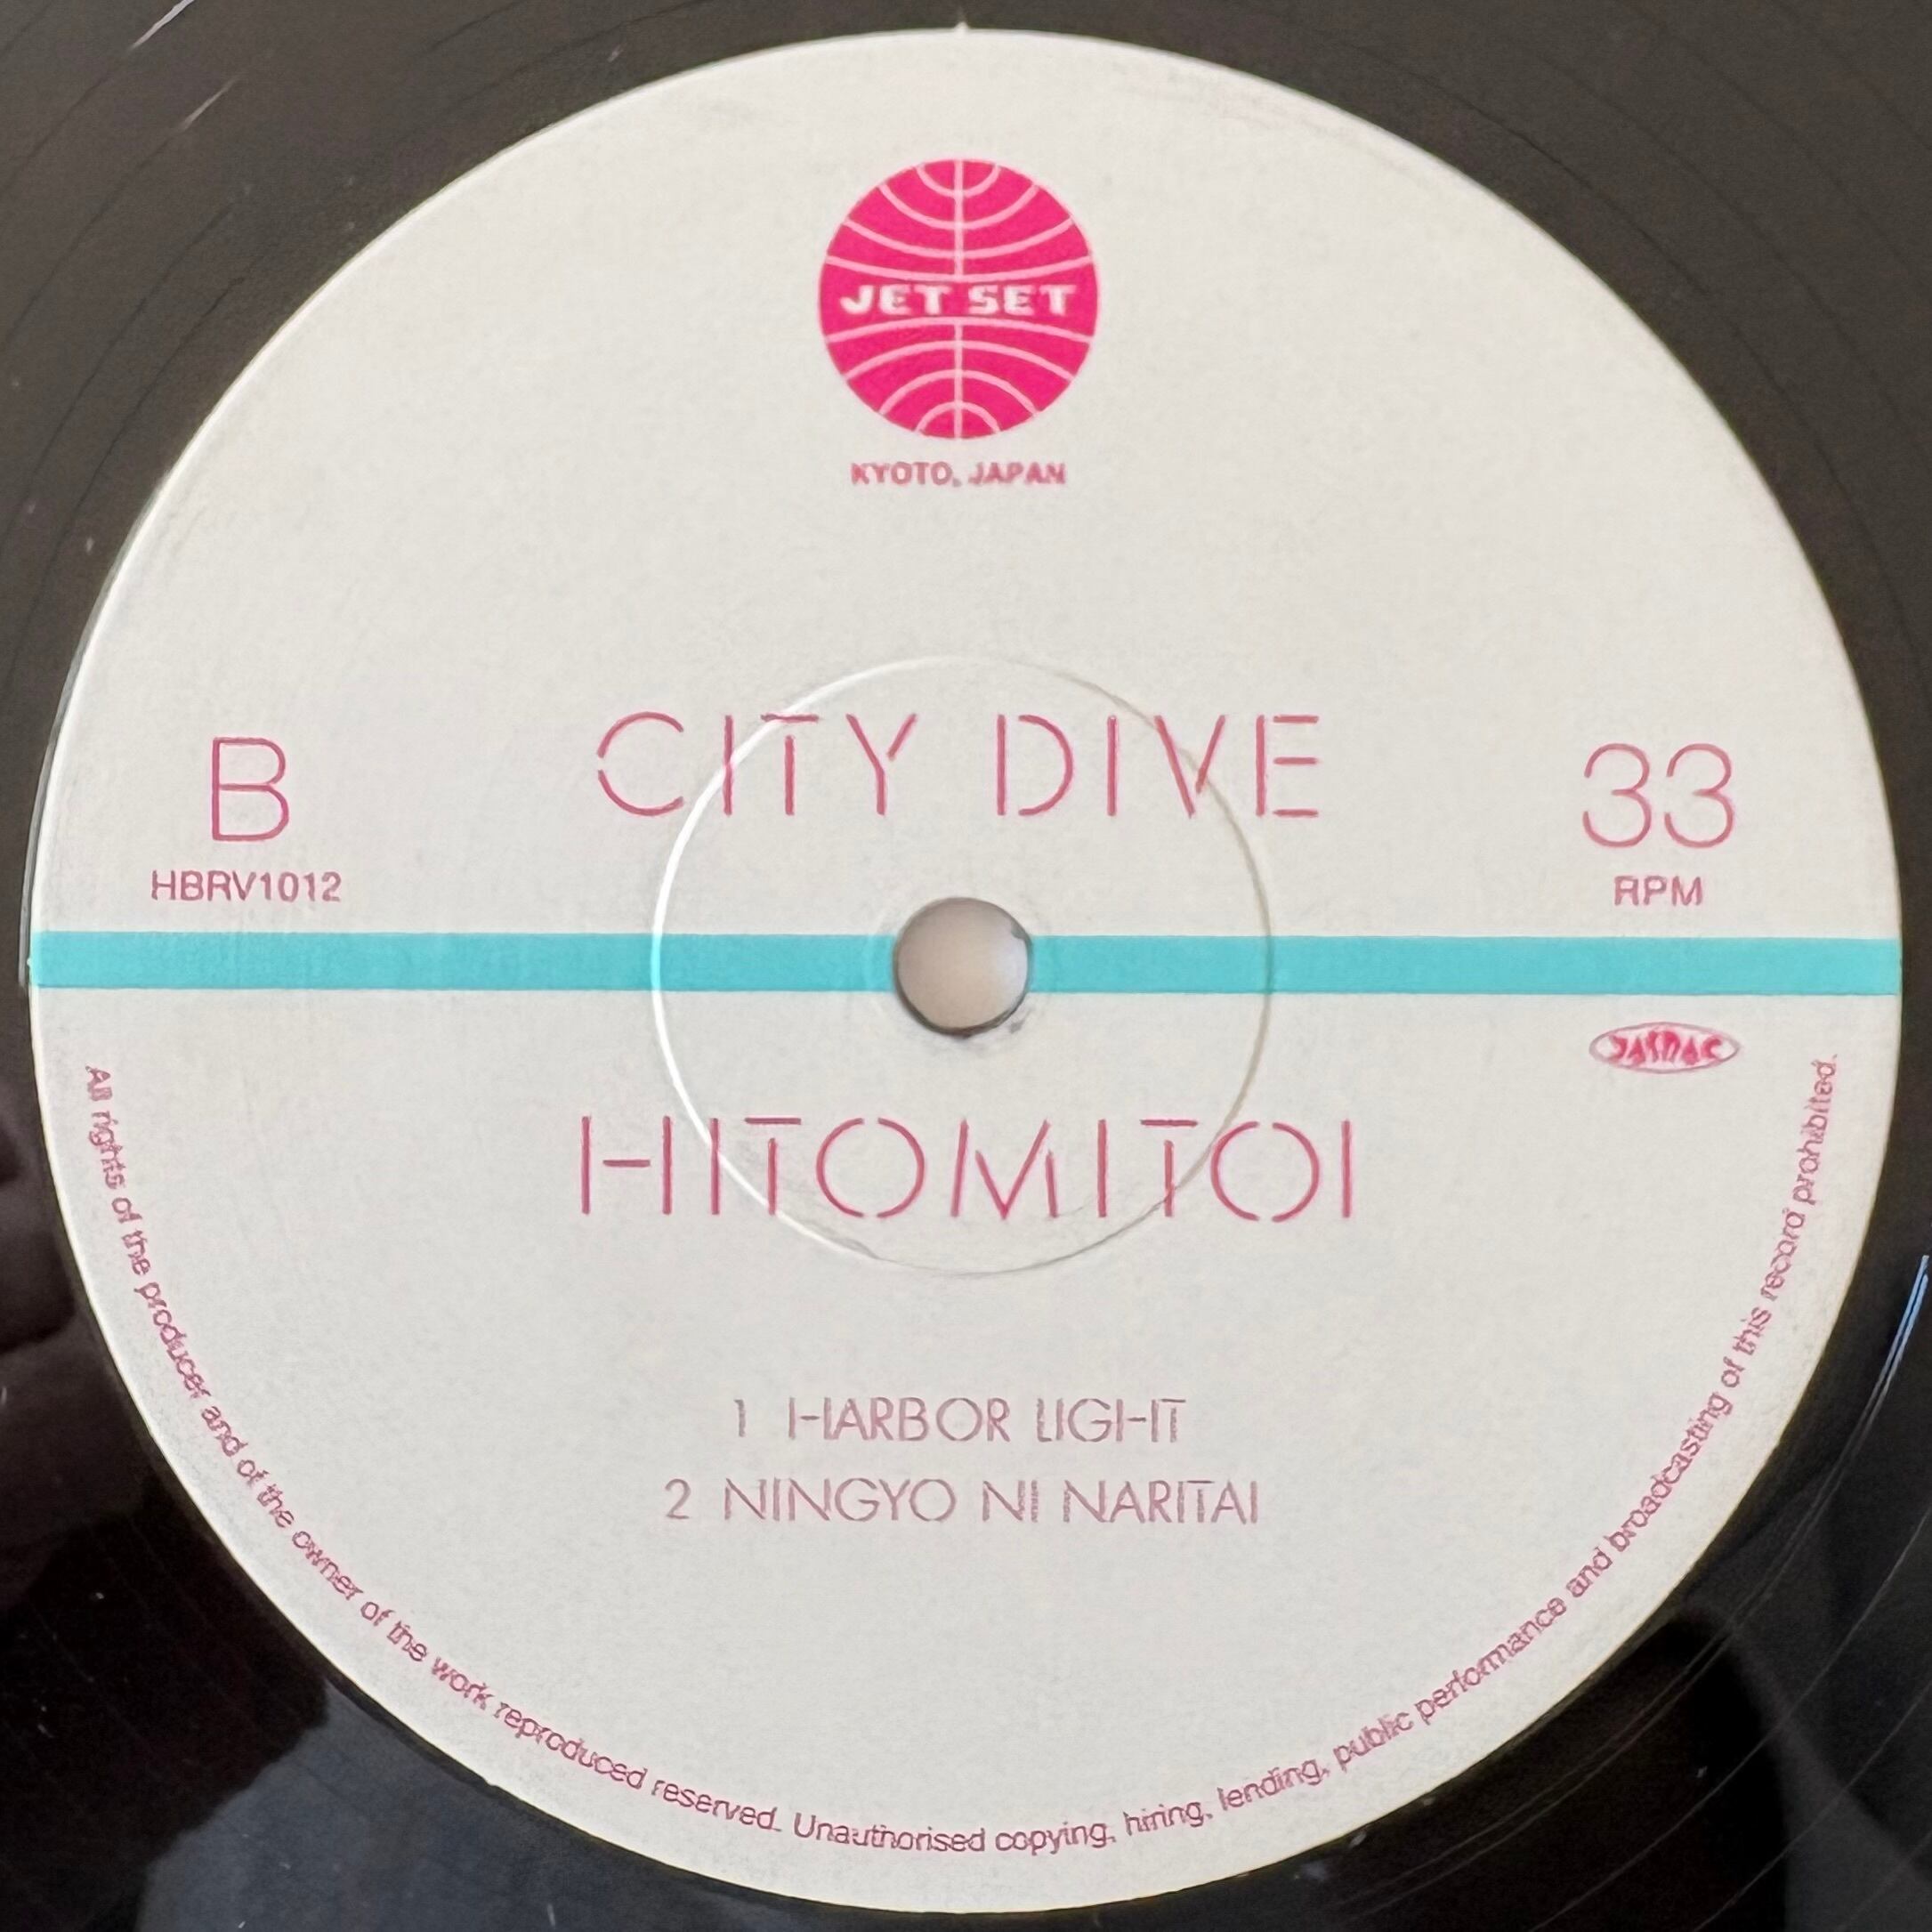 JET SET
KYOTO, JAPAN
CITY DIVE
B
33
HBRV1012
RPM
JASRAC
HITOMITOI
1 HARBOR LIGHT
2 NINGYO NI NARITAI
All rights of the producer and of the owner of the work reproduced reserved. Unauthorised copying, hiring, lending, public performance and broadcasting of this record prohibited.